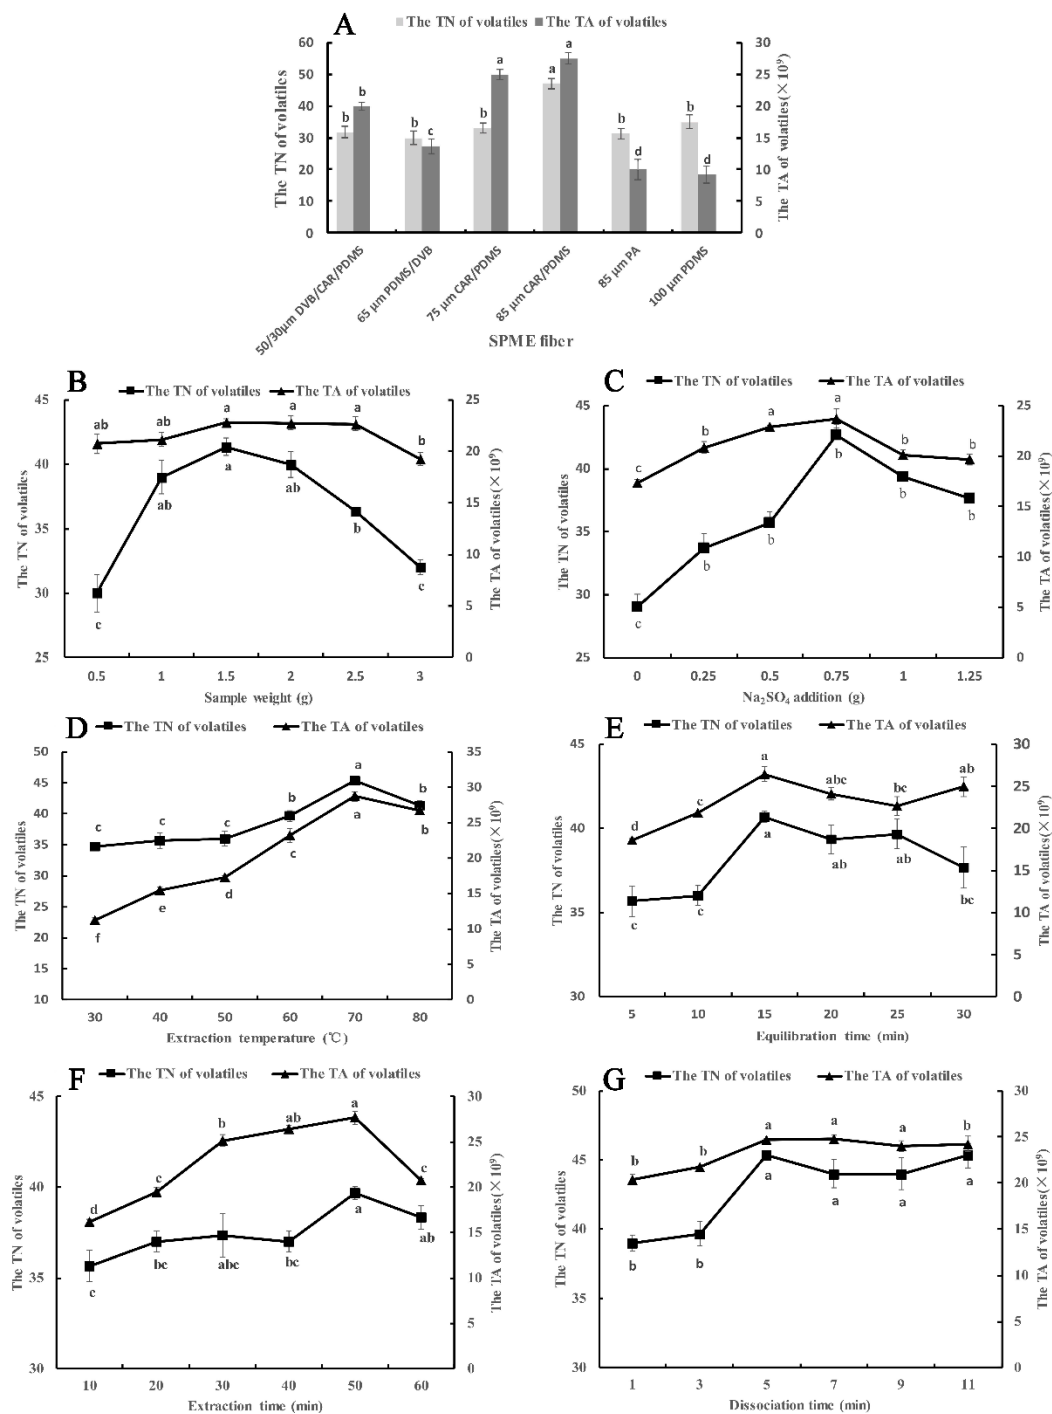 A
The TN of volatiles The TA of volatiles
The TN of volatiles
60
50
40
30
20
10
0
b b b c b a a a b d b d
30
25
20
15
10
5
0
The TA of volatiles(×10⁹)
50/30µm DVB/CAR/PDMS
65 µm PDMS/DVB
75 µm CAR/PDMS
85 µm CAR/PDMS
85 µm PA
100 µm PDMS
SPME fiber
B
The TN of volatiles The TA of volatiles
The TN of volatiles
45
40
35
30
25
ab ab a a a b
c ab a ab b c
25
20
15
10
5
0
The TA of volatiles(×10⁹)
0.5 1 1.5 2 2.5 3
Sample weight (g)
C
The TN of volatiles The TA of volatiles
The TN of volatiles
45
40
35
30
25
c b a a b b
c b b b b b
25
20
15
10
5
0
The TA of volatiles(×10⁹)
0 0.25 0.5 0.75 1 1.25
Na₂SO₄ addition (g)
D
The TN of volatiles The TA of volatiles
The TN of volatiles
50
45
40
35
30
25
20
15
10
c c c b a b
f e d c a b
35
30
25
20
15
10
5
0
The TA of volatiles(×10⁹)
30 40 50 60 70 80
Extraction temperature (℃)
E
The TN of volatiles The TA of volatiles
The TN of volatiles
45
40
35
30
d c a abc bc ab
c c a ab ab bc
30
25
20
15
10
5
0
The TA of volatiles(×10⁹)
5 10 15 20 25 30
Equilibration time (min)
F
The TN of volatiles The TA of volatiles
The TN of volatiles
45
40
35
30
d c b ab a c
c bc abc bc a ab
30
25
20
15
10
5
0
The TA of volatiles(×10⁹)
10 20 30 40 50 60
Extraction time (min)
G
The TN of volatiles The TA of volatiles
The TN of volatiles
50
45
40
35
30
b b a a a b
b b a a a a
30
25
20
15
10
5
0
The TA of volatiles(×10⁹)
1 3 5 7 9 11
Dissociation time (min)